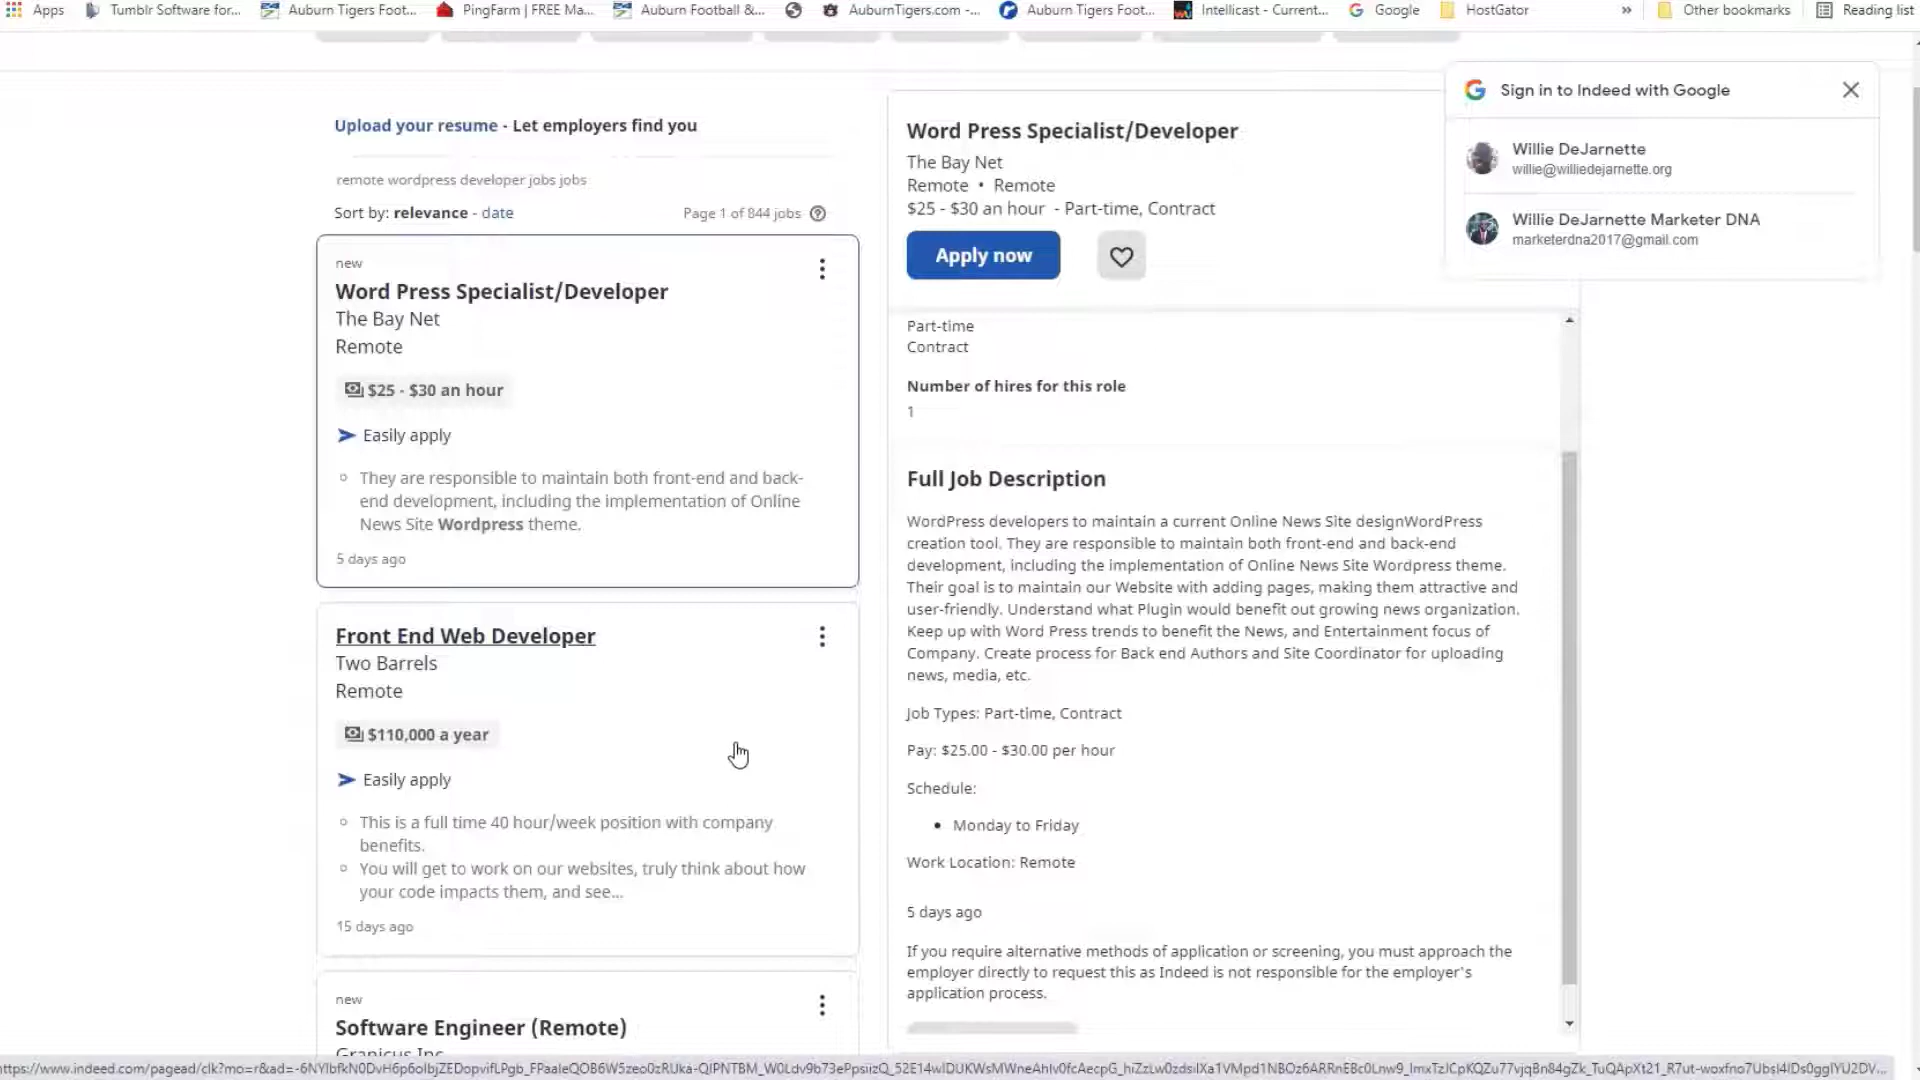 Apps
Tumblr Software for...
Auburn Tigers Foot...
PingFarm | FREE Ma...
Auburn Football &...
AuburnTigers.com -...
Auburn Tigers Foot...
Intellicast - Current...
Google
HostGator
»
Other bookmarks
Reading list
Upload your resume - Let employers find you
remote wordpress developer jobs jobs
Sort by: relevance - date
Page 1 of 844 jobs
new
Word Press Specialist/Developer
The Bay Net
Remote
$25 - $30 an hour
Easily apply
They are responsible to maintain both front-end and back-
end development, including the implementation of Online
News Site Wordpress theme.
5 days ago
Front End Web Developer
Two Barrels
Remote
$110,000 a year
Easily apply
This is a full time 40 hour/week position with company
benefits.
You will get to work on our websites, truly think about how
your code impacts them, and see...
15 days ago
new
Software Engineer (Remote)
Granicus Inc.
Word Press Specialist/Developer
The Bay Net
Remote • Remote
$25 - $30 an hour - Part-time, Contract
Apply now
Part-time
Contract
Number of hires for this role
1
Full Job Description
WordPress developers to maintain a current Online News Site designWordPress
creation tool. They are responsible to maintain both front-end and back-end
development, including the implementation of Online News Site Wordpress theme.
Their goal is to maintain our Website with adding pages, making them attractive and
user-friendly. Understand what Plugin would benefit out growing news organization.
Keep up with Word Press trends to benefit the News, and Entertainment focus of
Company. Create process for Back end Authors and Site Coordinator for uploading
news, media, etc.
Job Types: Part-time, Contract
Pay: $25.00 - $30.00 per hour
Schedule:
Monday to Friday
Work Location: Remote
5 days ago
If you require alternative methods of application or screening, you must approach the
employer directly to request this as Indeed is not responsible for the employer's
application process.
Sign in to Indeed with Google
Willie DeJarnette
willie@williedejarnette.org
Willie DeJarnette Marketer DNA
marketerdna2017@gmail.com